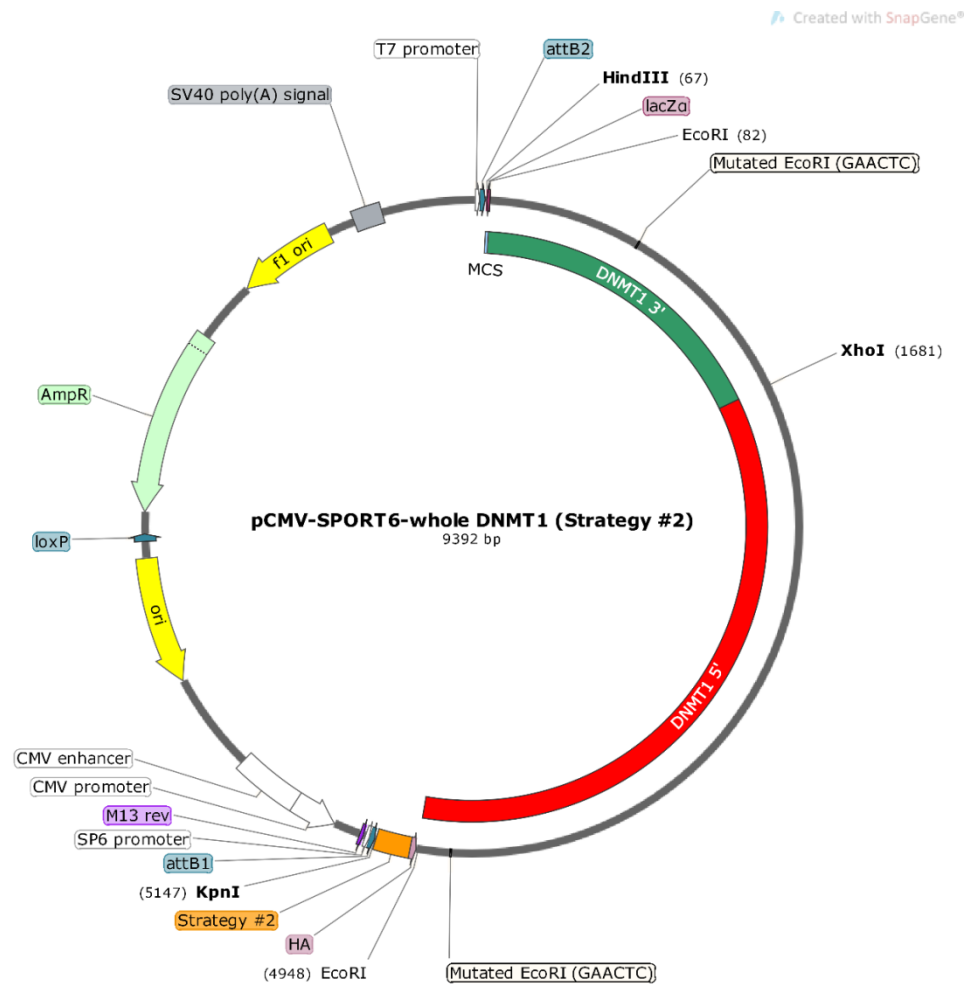 Created with SnapGene®
T7 promoter
attB2
HindIII (67)
SV40 poly(A) signal
lacZα
EcoRI (82)
Mutated EcoRI (GAACTC)
f1 ori
MCS
DNMT1 3'
XhoI (1681)
AmpR
pCMV-SPORT6-whole DNMT1 (Strategy #2)
9392 bp
loxP
ori
DNMT1 5'
CMV enhancer
CMV promoter
M13 rev
SP6 promoter
attB1
(5147) KpnI
Strategy #2
HA
(4948) EcoRI
Mutated EcoRI (GAACTC)